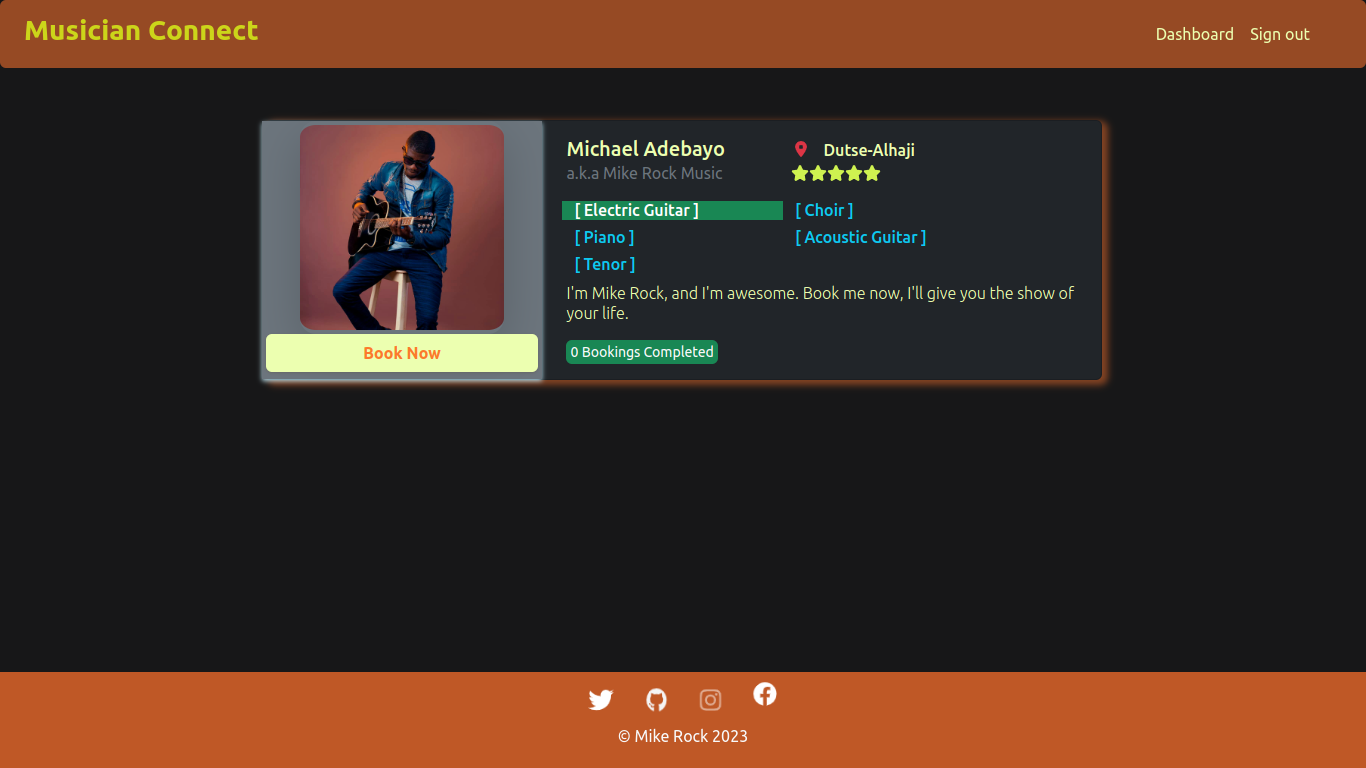 Musician Connect
Dashboard Sign out
Michael Adebayo
a.k.a Mike Rock Music
Dutse-Alhaji
[ Electric Guitar ] [ Choir ]
[ Piano ] [ Acoustic Guitar ]
[ Tenor ]
I'm Mike Rock, and I'm awesome. Book me now, I'll give you the show of
your life.
0 Bookings Completed
Book Now
© Mike Rock 2023